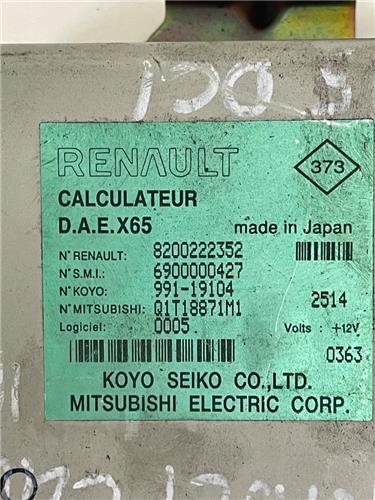 RENAULT
373
CALCULATEUR
D.A.E.X65 made in Japan
N° RENAULT: 8200222352
N° S.M.I.: 6900000427
N° KOYO: 991-19104
2514
N° MITSUBISHI: Q1T18871M1
Logiciel: 0005. Volts : +12V
0363
KOYO SEIKO CO.,LTD.
MITSUBISHI ELECTRIC CORP.